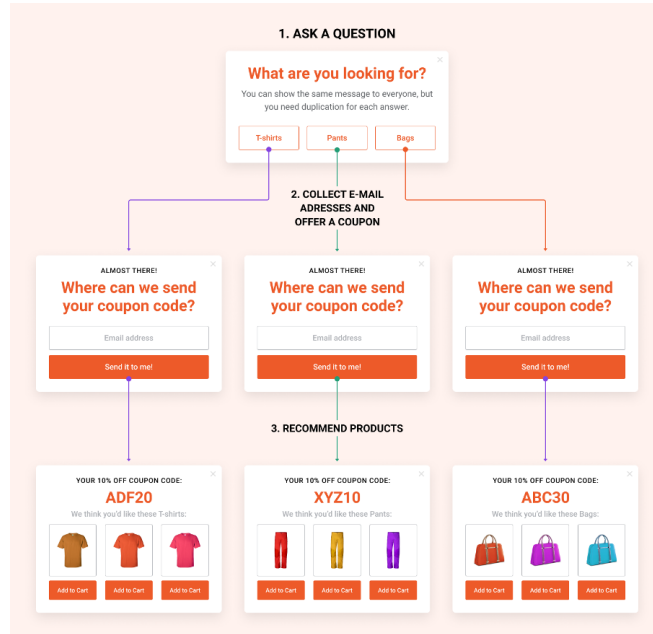 1. ASK A QUESTION
What are you looking for?
You can show the same message to everyone, but
you need duplication for each answer.
T-shirts
Pants
Bags
2. COLLECT E-MAIL
ADRESSES AND
OFFER A COUPON
ALMOST THERE!
Where can we send
your coupon code?
Email address
Send it to me!
ALMOST THERE!
Where can we send
your coupon code?
Email address
Send it to me!
ALMOST THERE!
Where can we send
your coupon code?
Email address
Send it to me!
3. RECOMMEND PRODUCTS
YOUR 10% OFF COUPON CODE:
ADF20
We think you'd like these T-shirts:
Add to Cart
Add to Cart
Add to Cart
YOUR 10% OFF COUPON CODE:
XYZ10
We think you'd like these Pants:
Add to Cart
Add to Cart
Add to Cart
YOUR 10% OFF COUPON CODE:
ABC30
We think you'd like these Bags:
Add to Cart
Add to Cart
Add to Cart